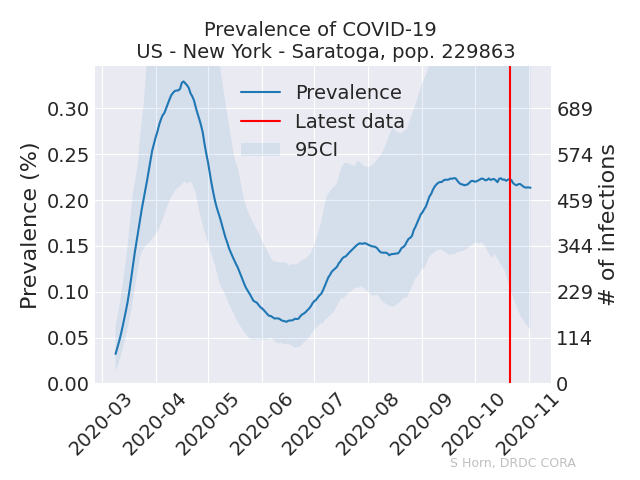 Prevalence of COVID-19
US - New York - Saratoga, pop. 229863
Prevalence
Latest data
95CI
Prevalence (%)
0.30
0.25
0.20
0.15
0.10
0.05
0.00
689
574
459
344
229
114
0
# of infections
2020-03
2020-04
2020-05
2020-06
2020-07
2020-08
2020-09
2020-10
2020-11
S Horn, DRDC CORA